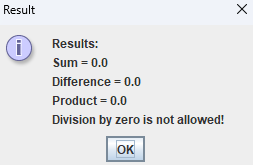 Result
Results:
Sum = 0.0
Difference = 0.0
Product = 0.0
Division by zero is not allowed!
OK